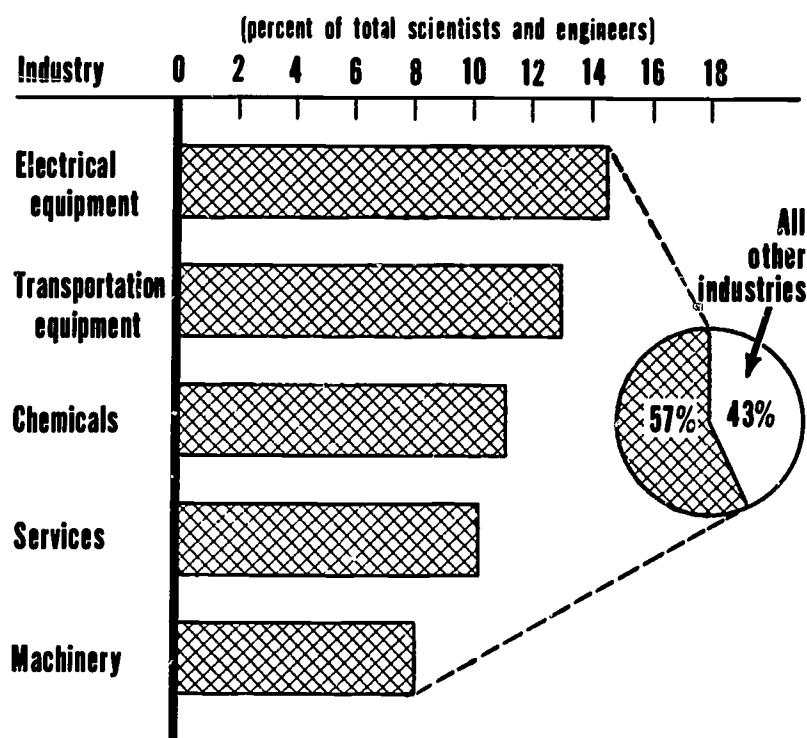 (percent of total scientists and engineers)
Industry 0 2 4 6 8 10 12 14 16 18
Electrical
equipment
All
other
industries
Transportation
equipment
57% 43%
Chemicals
Services
Machinery